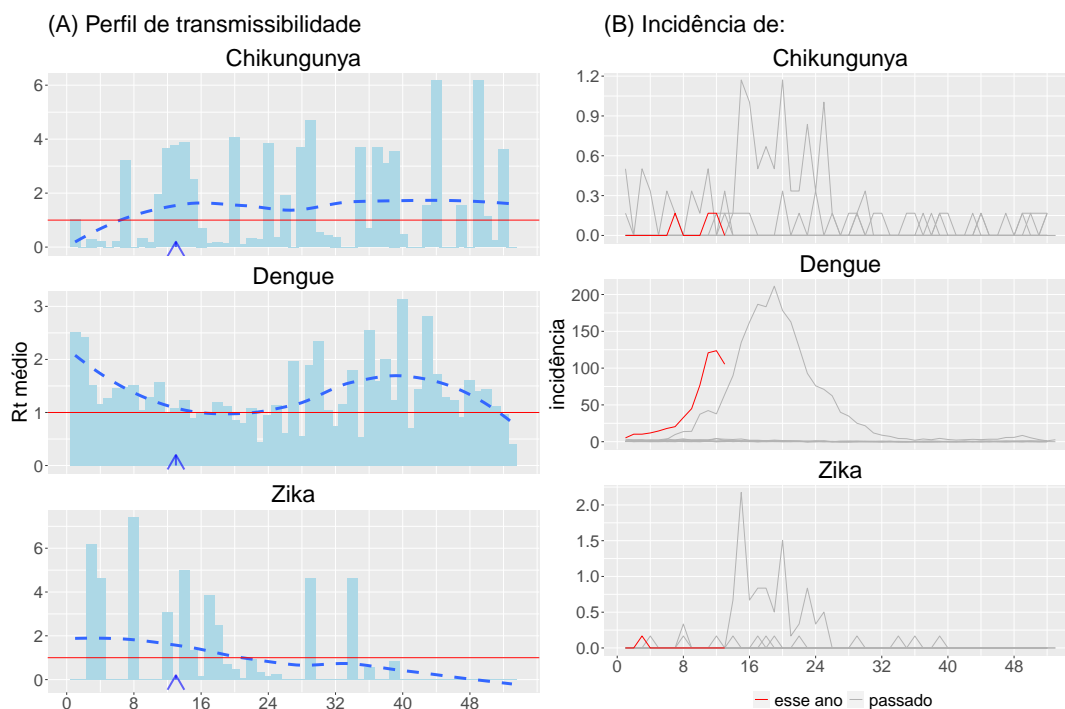 (A) Perfil de transmissibilidade
Chikungunya
6
4
2
0
Dengue
3
2
1
0
Rt médio
Zika
6
4
2
0
0 8 16 24 32 40 48
(B) Incidência de:
Chikungunya
1.2
0.9
0.6
0.3
0.0
Dengue
200
150
100
50
0
incidência
Zika
2.0
1.5
1.0
0.5
0.0
0 8 16 24 32 40 48
esse ano passado